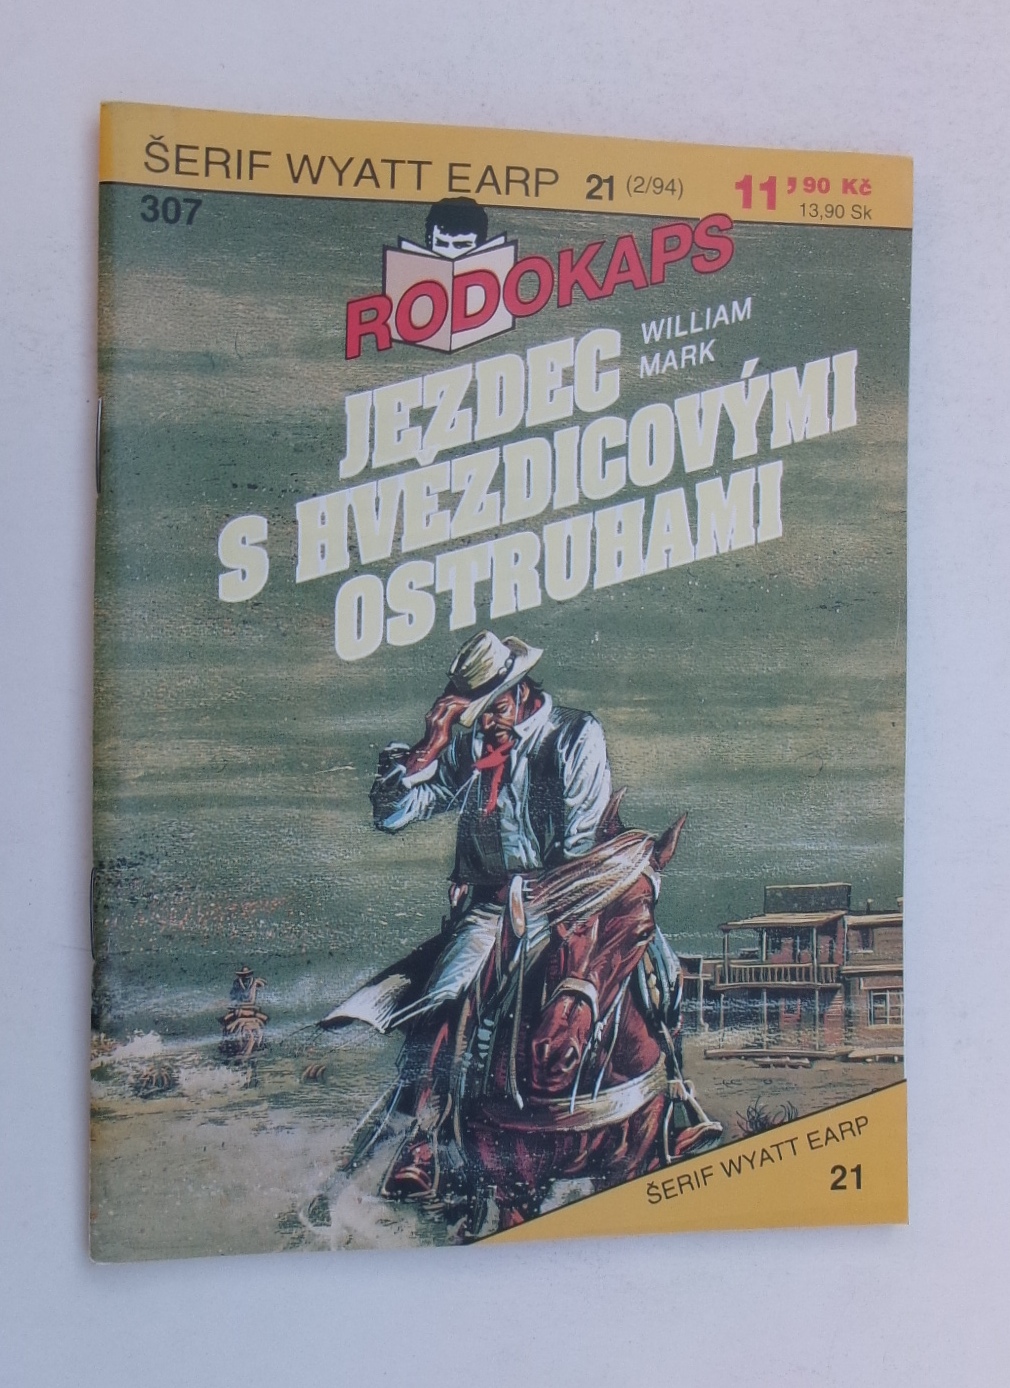 ŠERIF WYATT EARP 21 (2/94) 11,90 Kč
13,90 Sk
307
RODOKAPS
WILLIAM
MARK
JEZDEC
S HVĚZDICOVÝMI
OSTRUHAMI
ŠERIF WYATT EARP
21